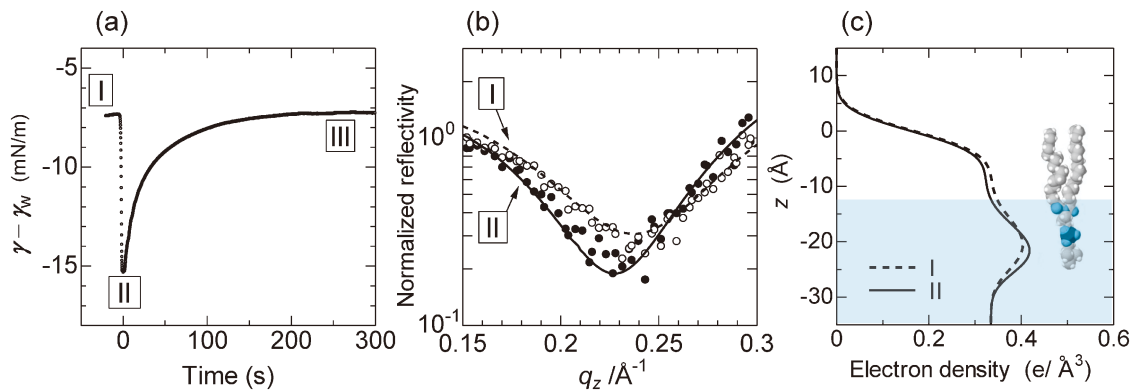 (a)
(b)
(c)
-5
-10
-15
γ − γw (mN/m)
I
II
III
0
100
200
300
Time (s)
10⁰
10⁻¹
Normalized reflectivity
I
II
0.15
0.2
0.25
0.3
qz /Å⁻¹
10
0
-10
-20
-30
z (Å)
I
II
0
0.2
0.4
0.6
Electron density (e/ Å³)